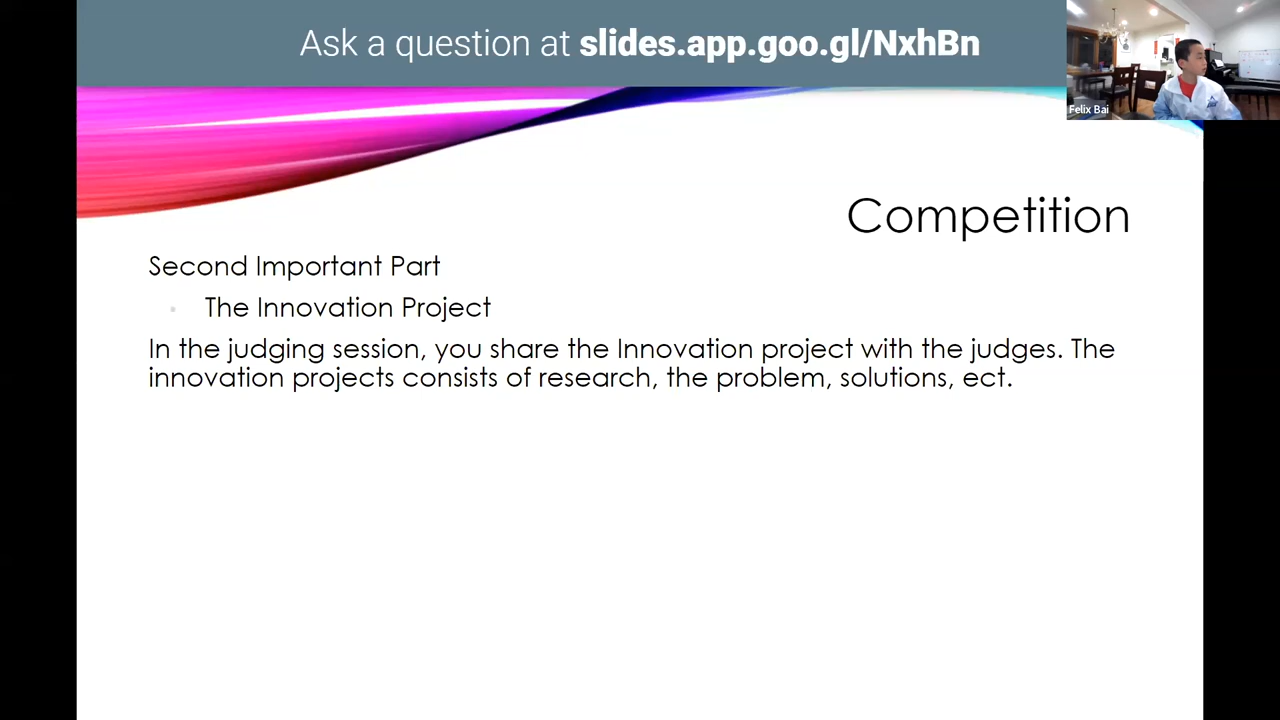 Ask a question at slides.app.goo.gl/NxhBn
Felix Bai
Competition
Second Important Part
The Innovation Project
In the judging session, you share the Innovation project with the judges. The
innovation projects consists of research, the problem, solutions, ect.